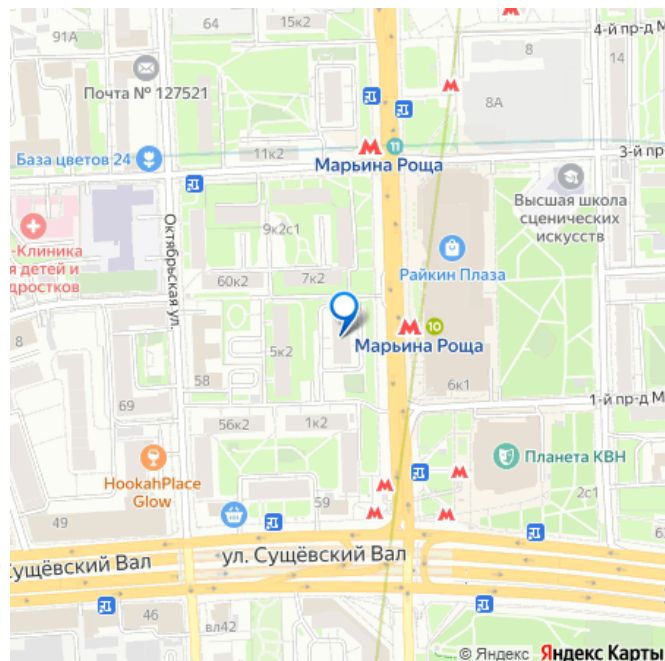 64
15к2
4-й пр-д М
91А
8
14
Почта № 127521
8А
11
11к2
Марьина Роща
3-й пр-
База цветов 24
Высшая школа
сценических
искусств
Клиника
я детей и
дростков
Октябрьская ул.
9к2с1
Райкин Плаза
60к2
7к2
10
Марьина Роща
8
5к2
58
6к1
1-й пр-д М
69
56к2
1к2
Планета КВН
HookahPlace
Glow
59
2с1
49
6
ул. Сущёвский Вал
Сущёвский Вал
46
вл42
© Яндекс
Яндекс Карты